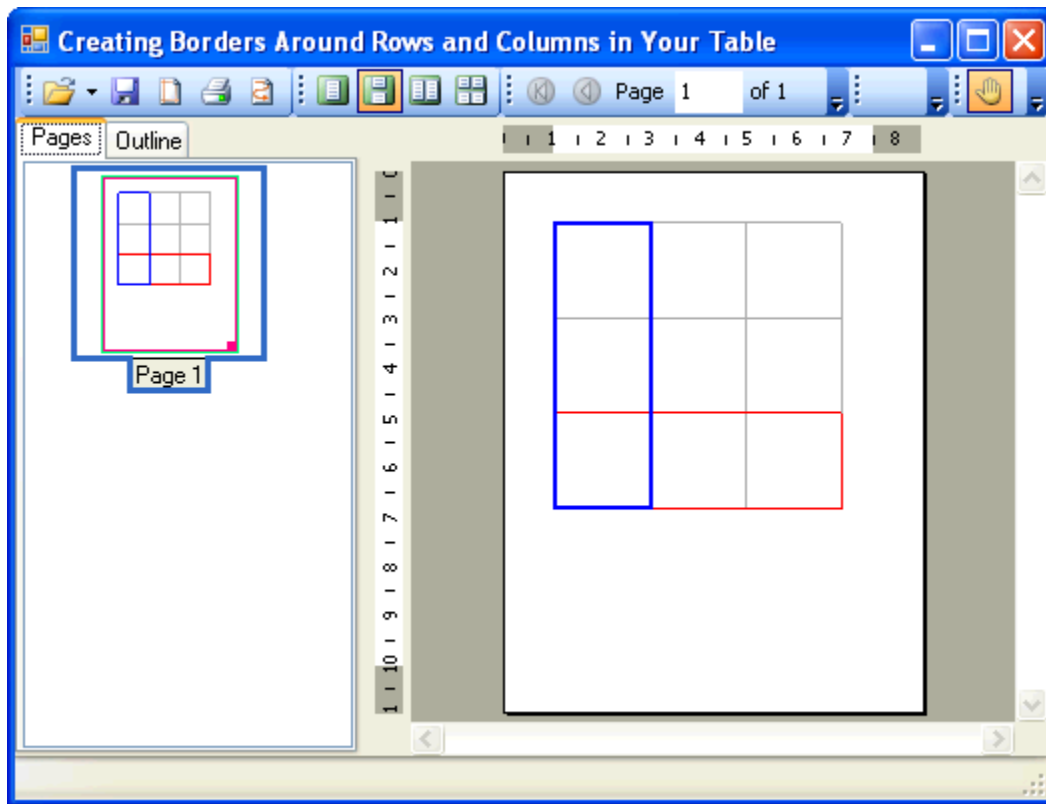 Creating Borders Around Rows and Columns in Your Table
Page 1 of 1
Pages Outline
1 2 3 4 5 6 7 8
0 1 2 3 4 5 6 7 8 9 10 1
Page 1